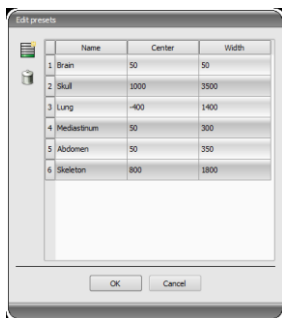 Edit presets
Name Center Width
1 Brain 50 50
2 Skull 1000 3500
3 Lung -400 1400
4 Mediastinum 50 300
5 Abdomen 50 350
6 Skeleton 800 1800
OK Cancel